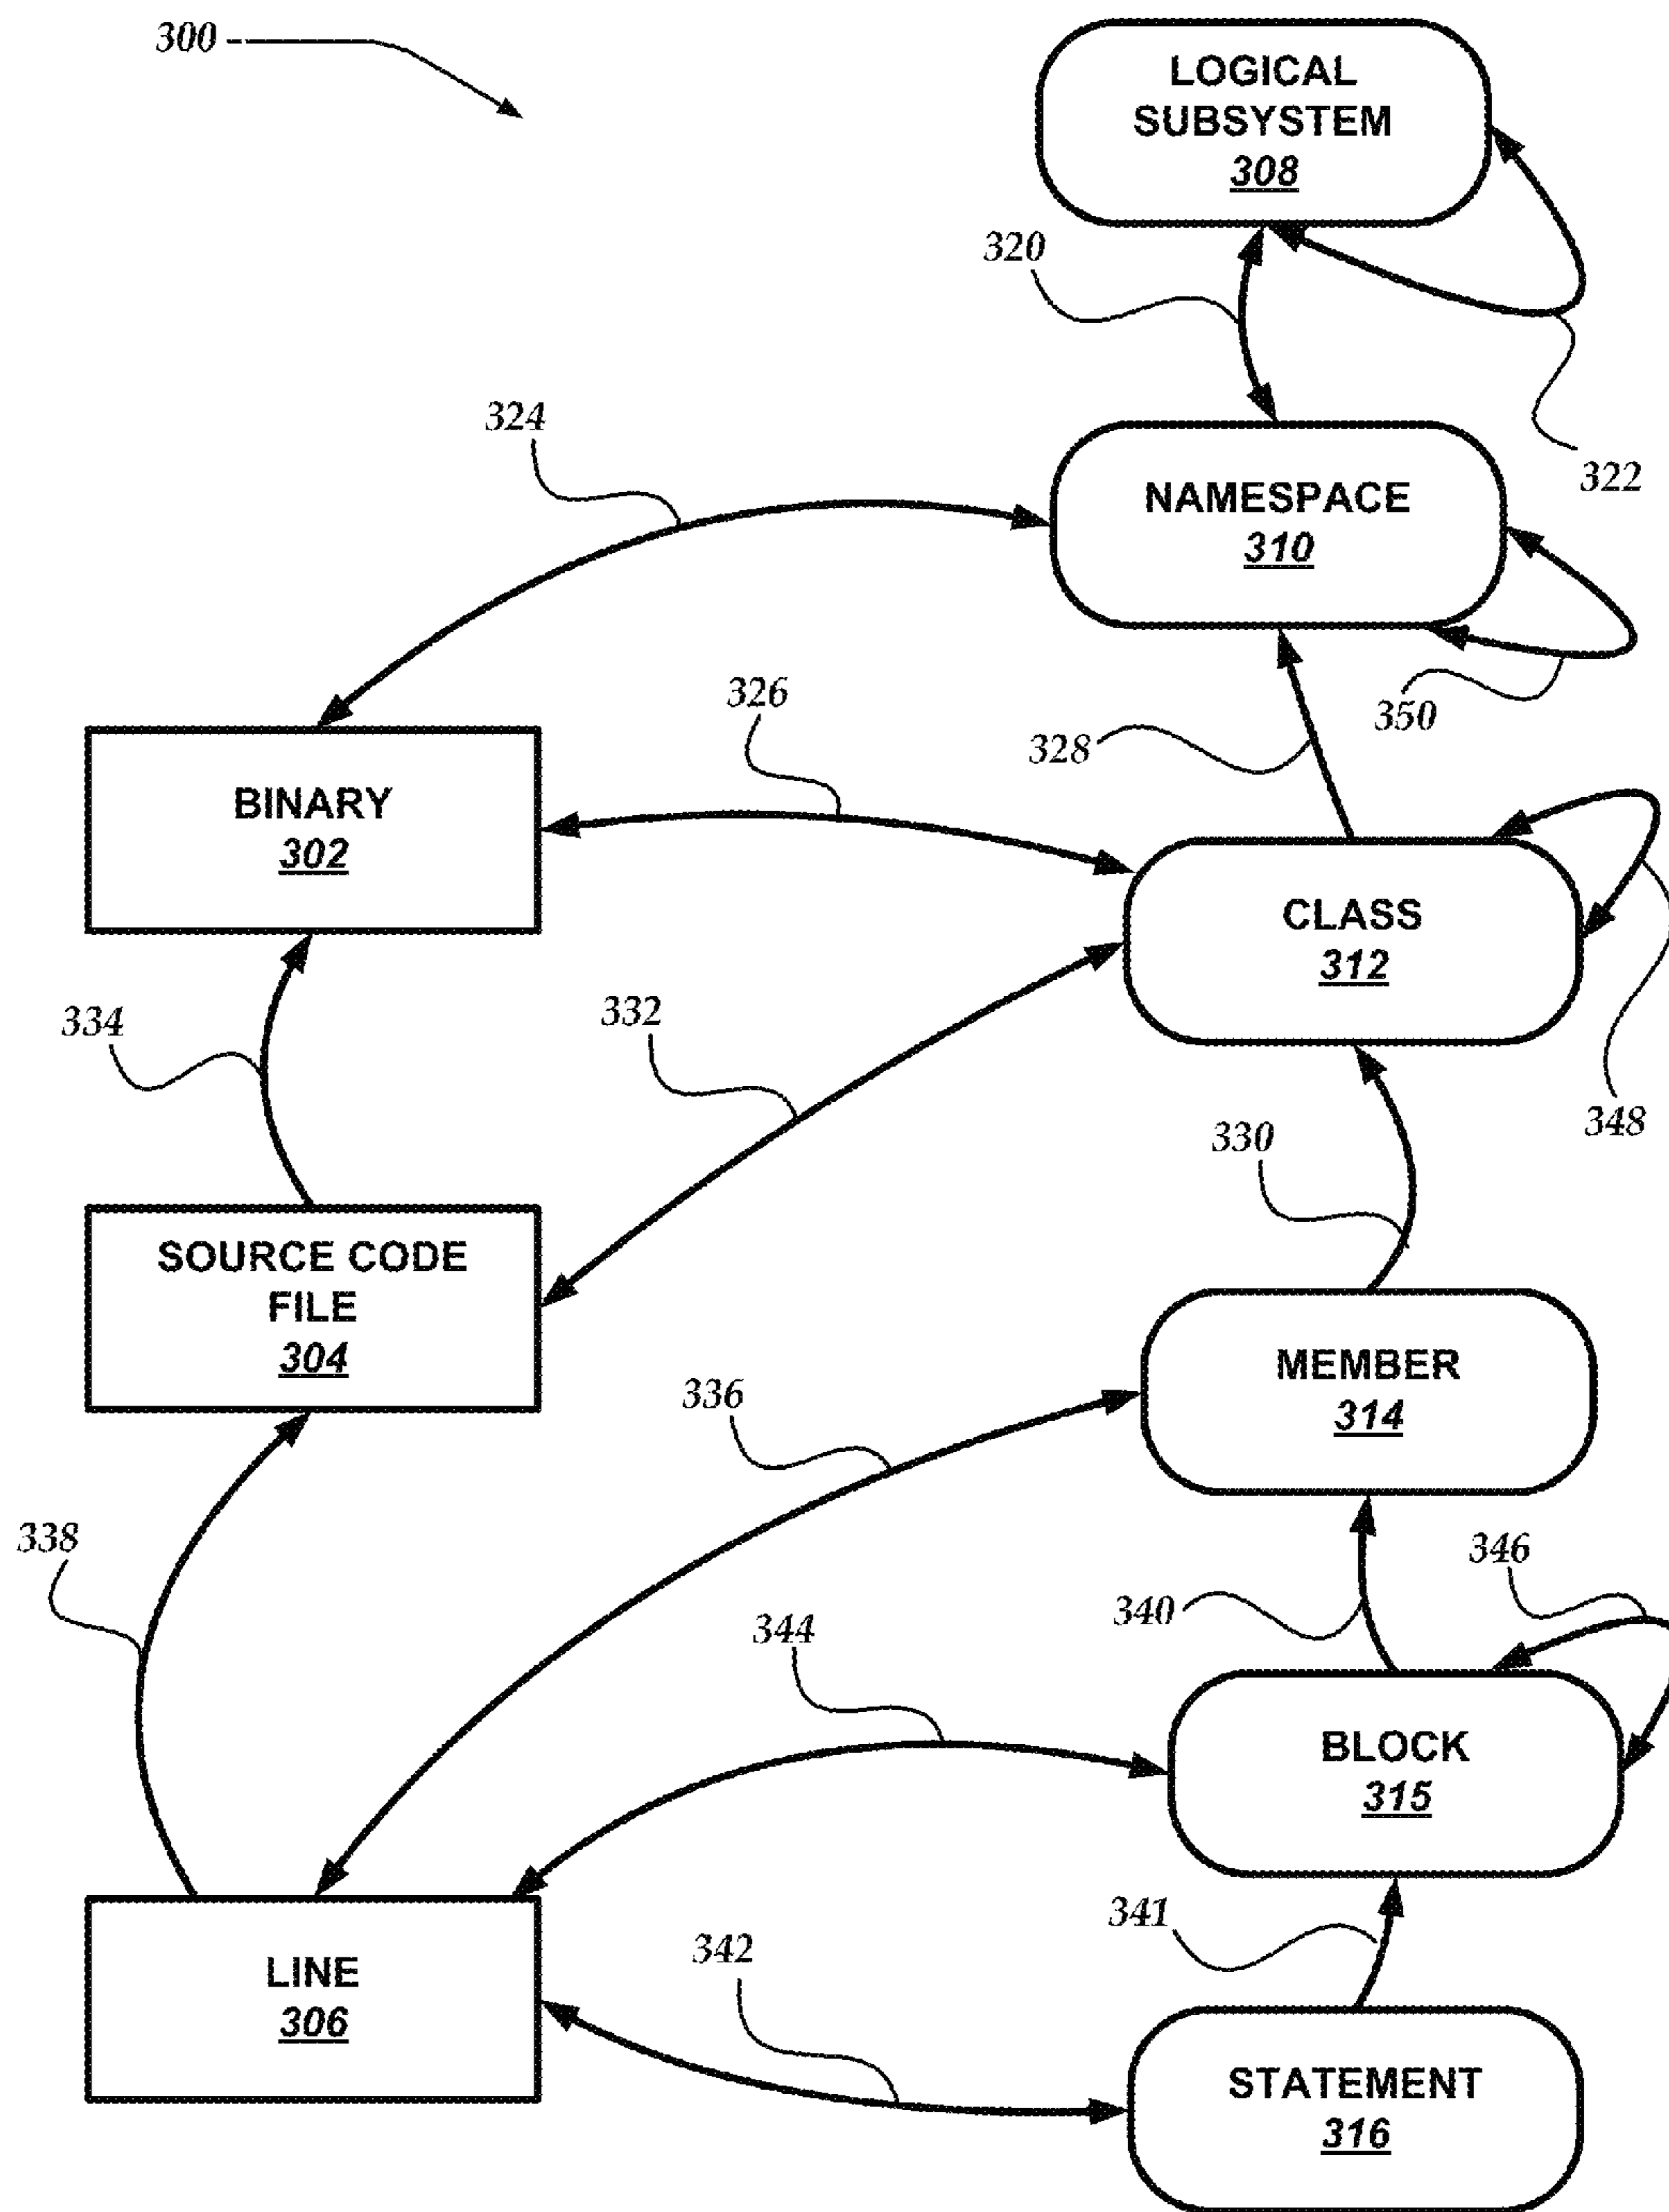 300
LOGICAL
SUBSYSTEM
308
320
322
324
NAMESPACE
310
350
326
328
BINARY
302
CLASS
312
348
334
332
330
SOURCE CODE
FILE
304
MEMBER
314
336
338
346
340
344
BLOCK
315
341
342
LINE
306
STATEMENT
316